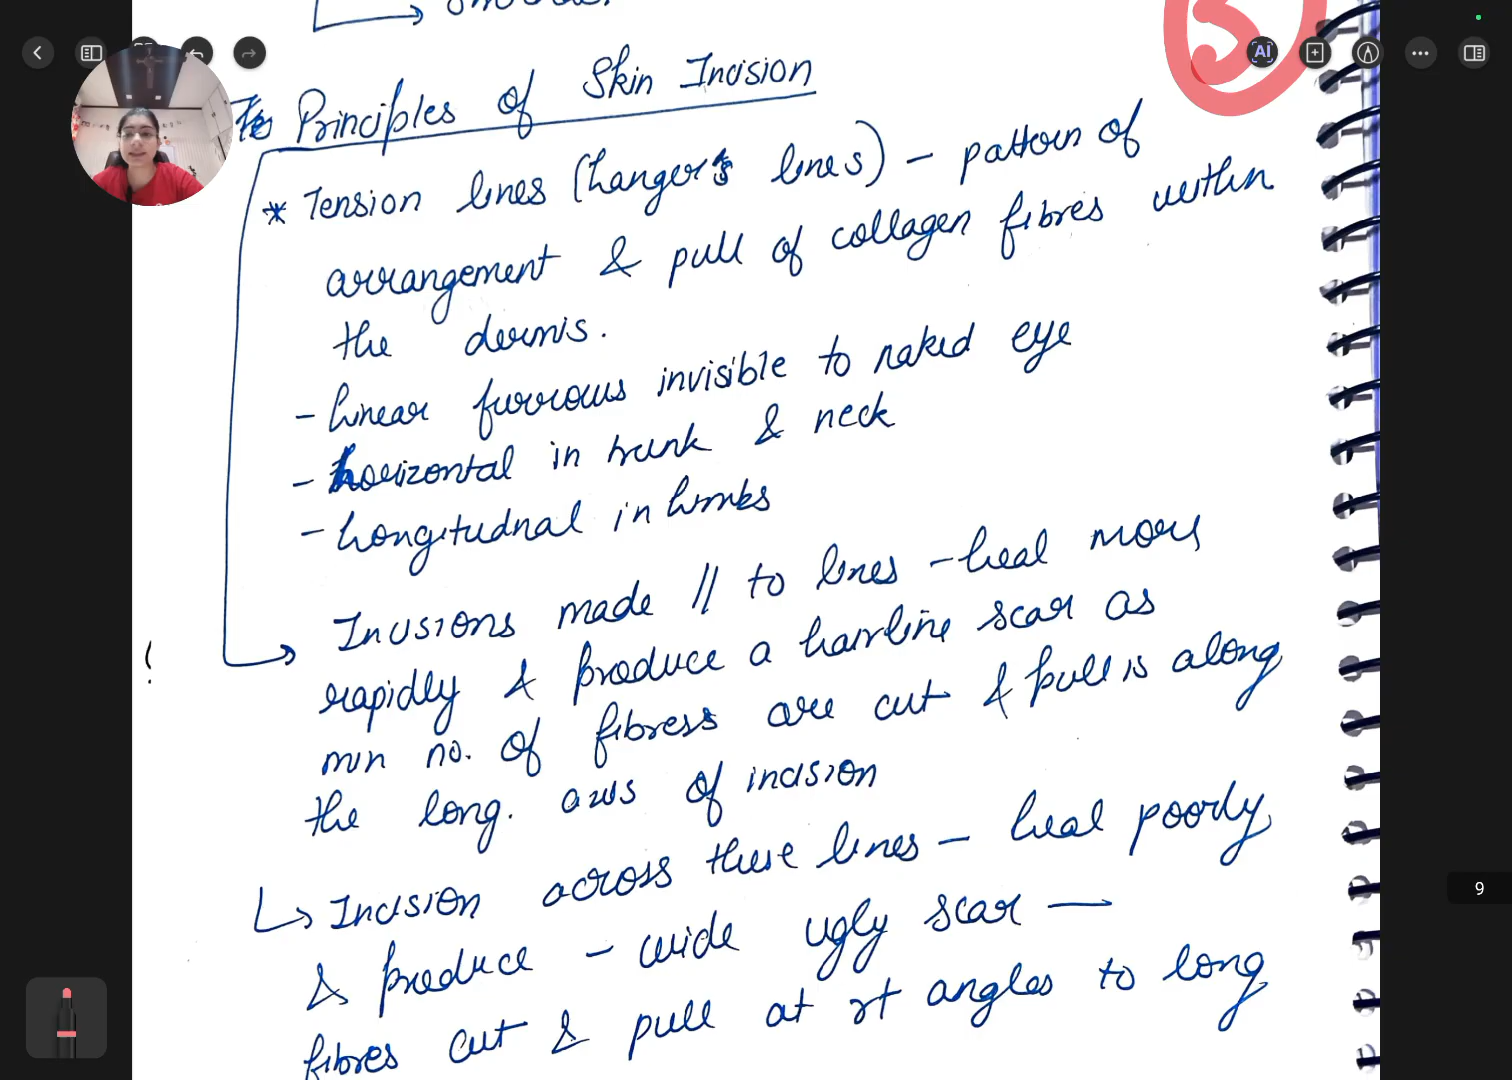 Principles of Skin Incision
* Tension lines (Langer's lines) - pattern of
arrangement & pull of collagen fibres within
the dermis.
- Linear furrows invisible to naked eye
- horizontal in trunk & neck
- Longitudnal in limbs
Incisions made // to lines - heal more
rapidly & produce a hairline scar as
min no. of fibress are cut & pull is along
the long. axis of incision
↳ Incision across these lines - heal poorly
& produce - wide ugly scar —
fibres cut & pull at rt angles to long
AI
9